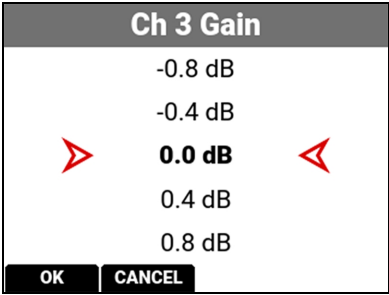 Ch 3 Gain
-0.8 dB
-0.4 dB
0.0 dB
0.4 dB
0.8 dB
OK CANCEL